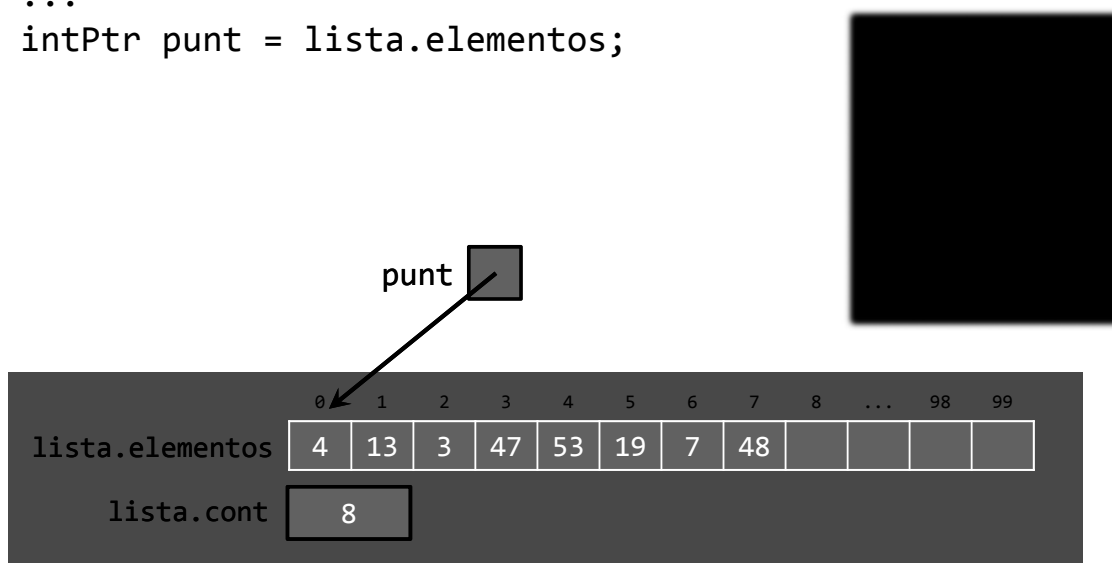 ...
intPtr punt = lista.elementos;
punt
0 1 2 3 4 5 6 7 8 ... 98 99
lista.elementos 4 13 3 47 53 19 7 48
lista.cont 8